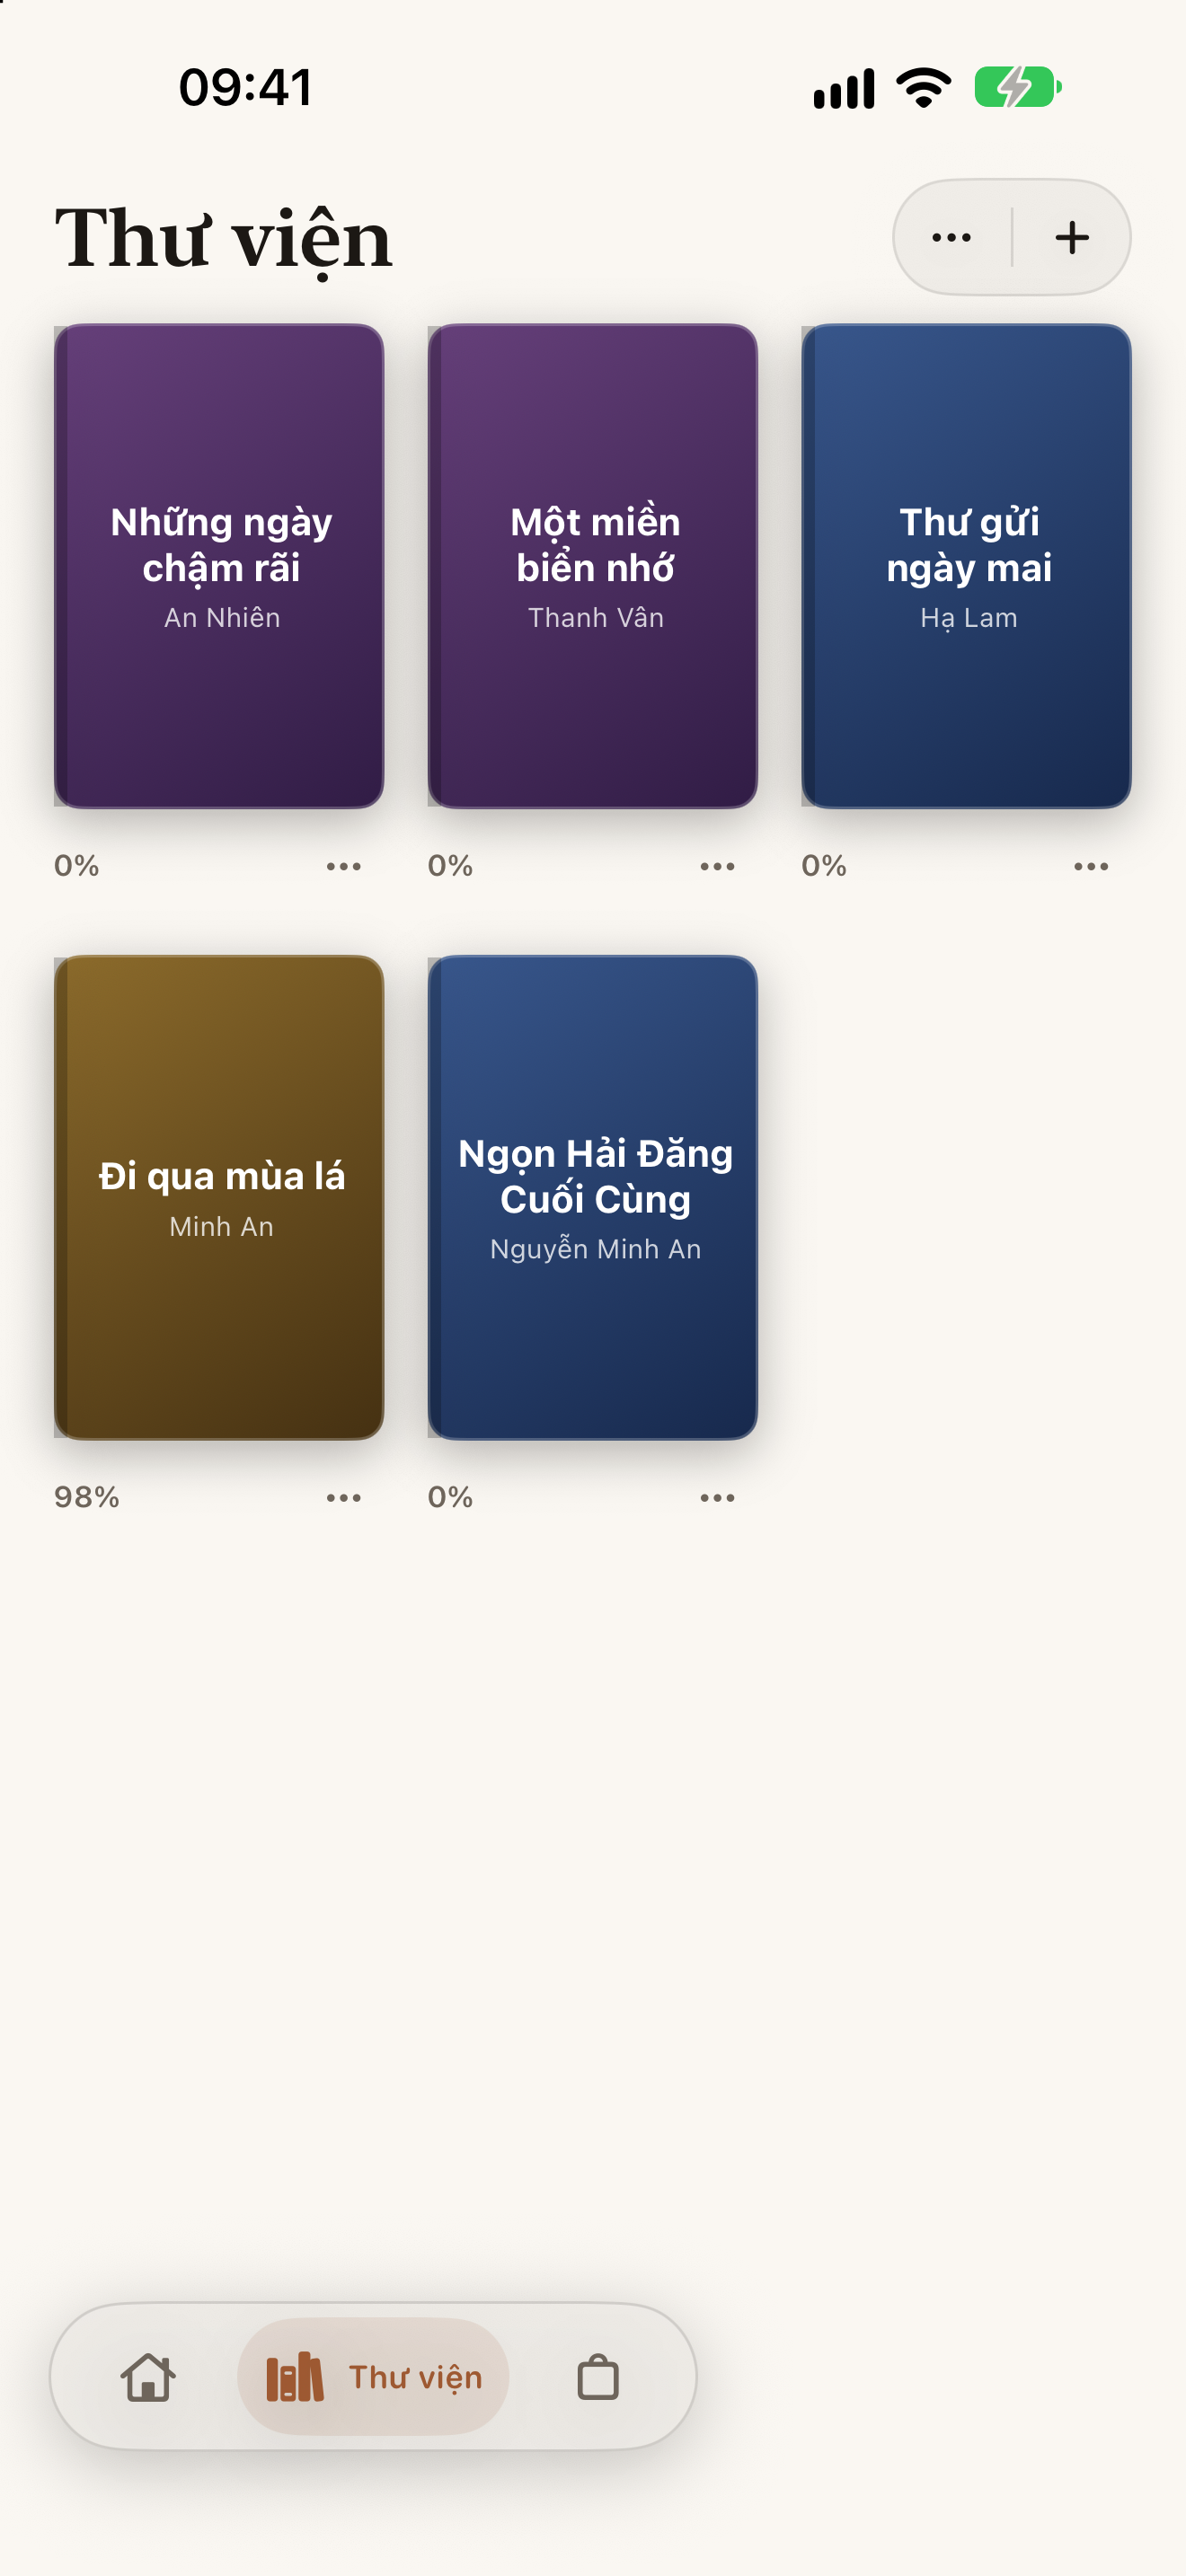 09:41
Thư viện
Những ngày
chậm rãi
An Nhiên
Một miền
biển nhớ
Thanh Vân
Thư gửi
ngày mai
Hạ Lam
0%
0%
0%
Đi qua mùa lá
Minh An
Ngọn Hải Đăng
Cuối Cùng
Nguyễn Minh An
98%
0%
Thư viện